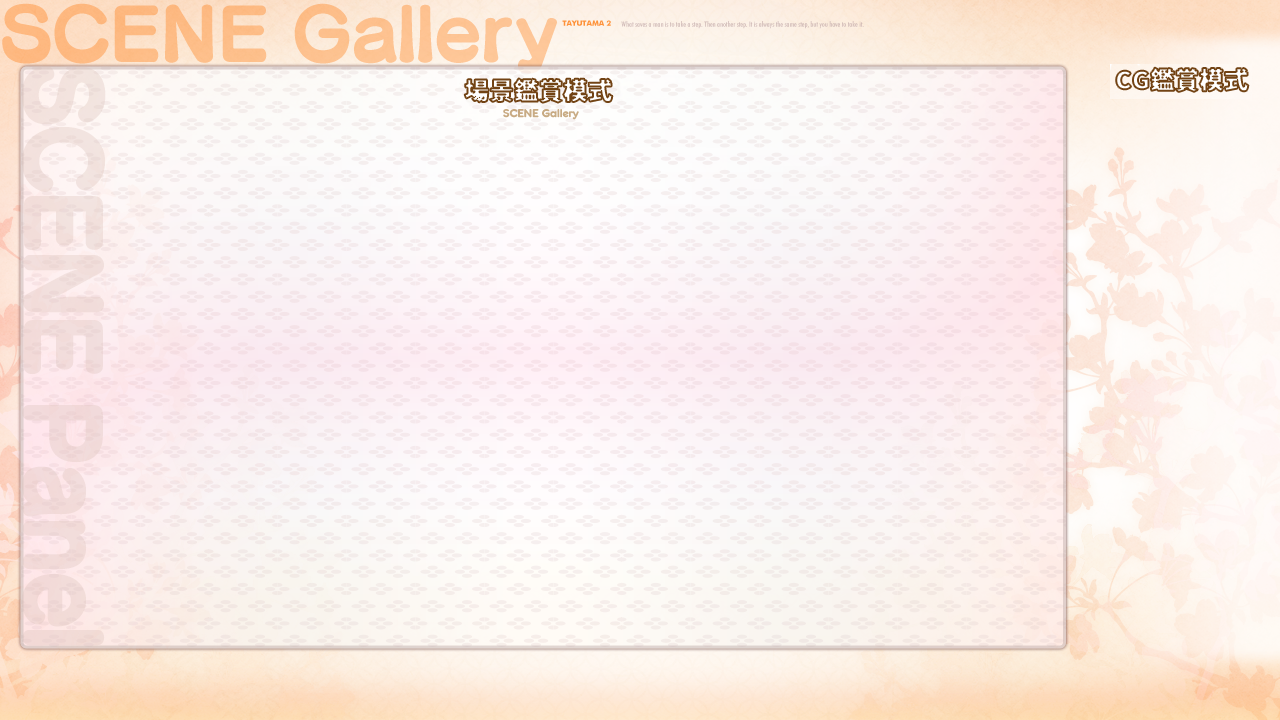 SCENE Gallery
TAYUTAMA 2 What saves a man is to take a step. Then another step. It is always the same step, but you have to take it.
場景鑑賞模式
SCENE Gallery
CG鑑賞模式
SCENE Panel